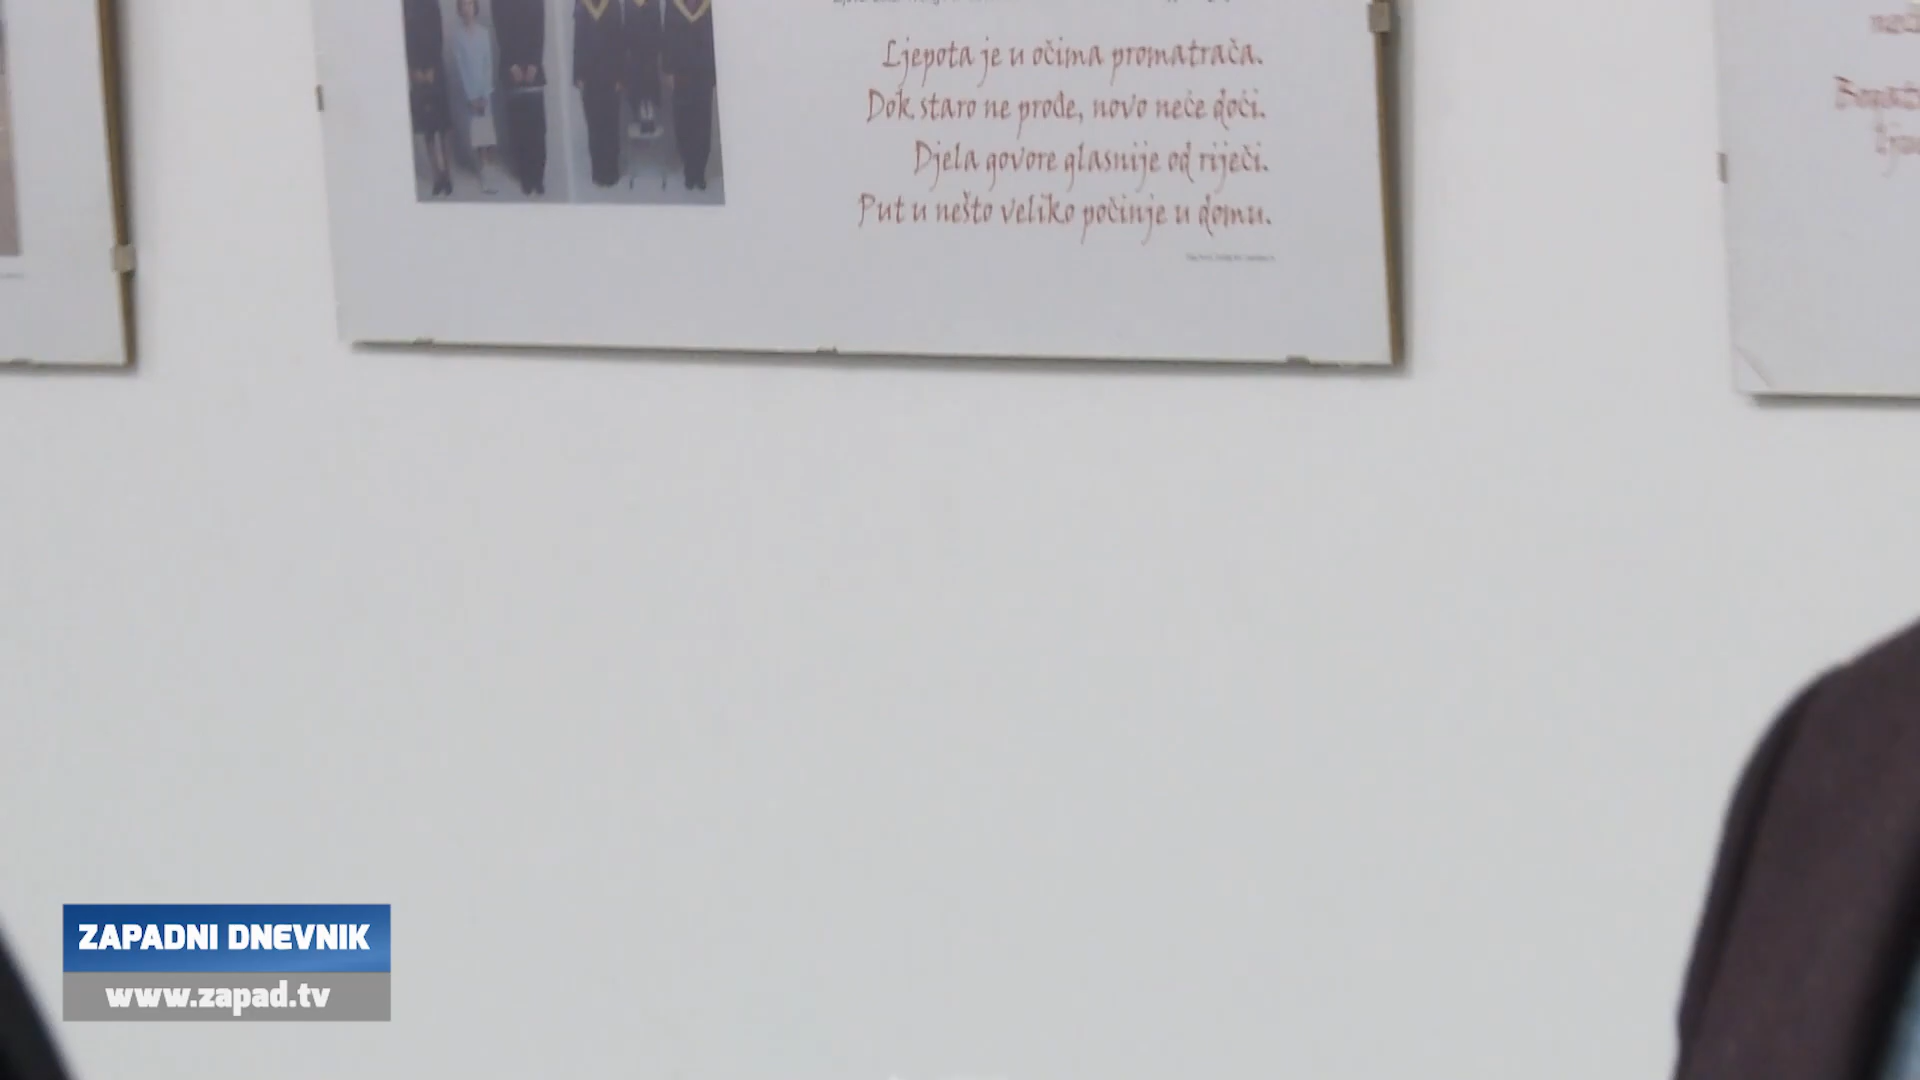 Ljepota je u očima promatrača.
Dok staro ne prođe, novo neće doći.
Djela govore glasnije od riječi.
Put u nešto veliko počinje u domu.
ZAPADNI DNEVNIK
www.zapad.tv